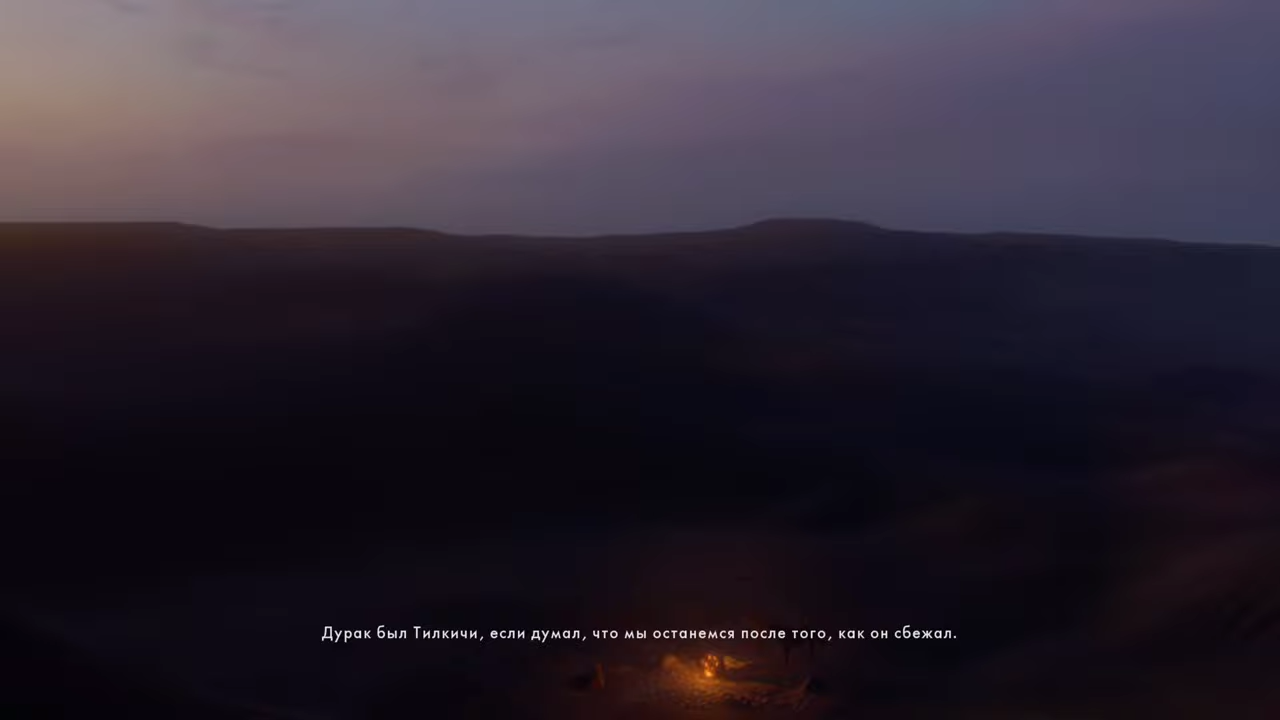 Дурак был Тилкичи, если думал, что мы останемся после того, как он сбежал.